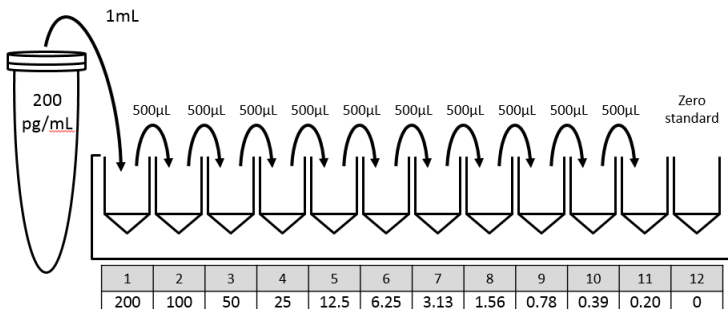 1mL
200
pg/mL
500µL 500µL 500µL 500µL 500µL 500µL 500µL 500µL 500µL 500µL
Zero
standard
1 2 3 4 5 6 7 8 9 10 11 12
200 100 50 25 12.5 6.25 3.13 1.56 0.78 0.39 0.20 0